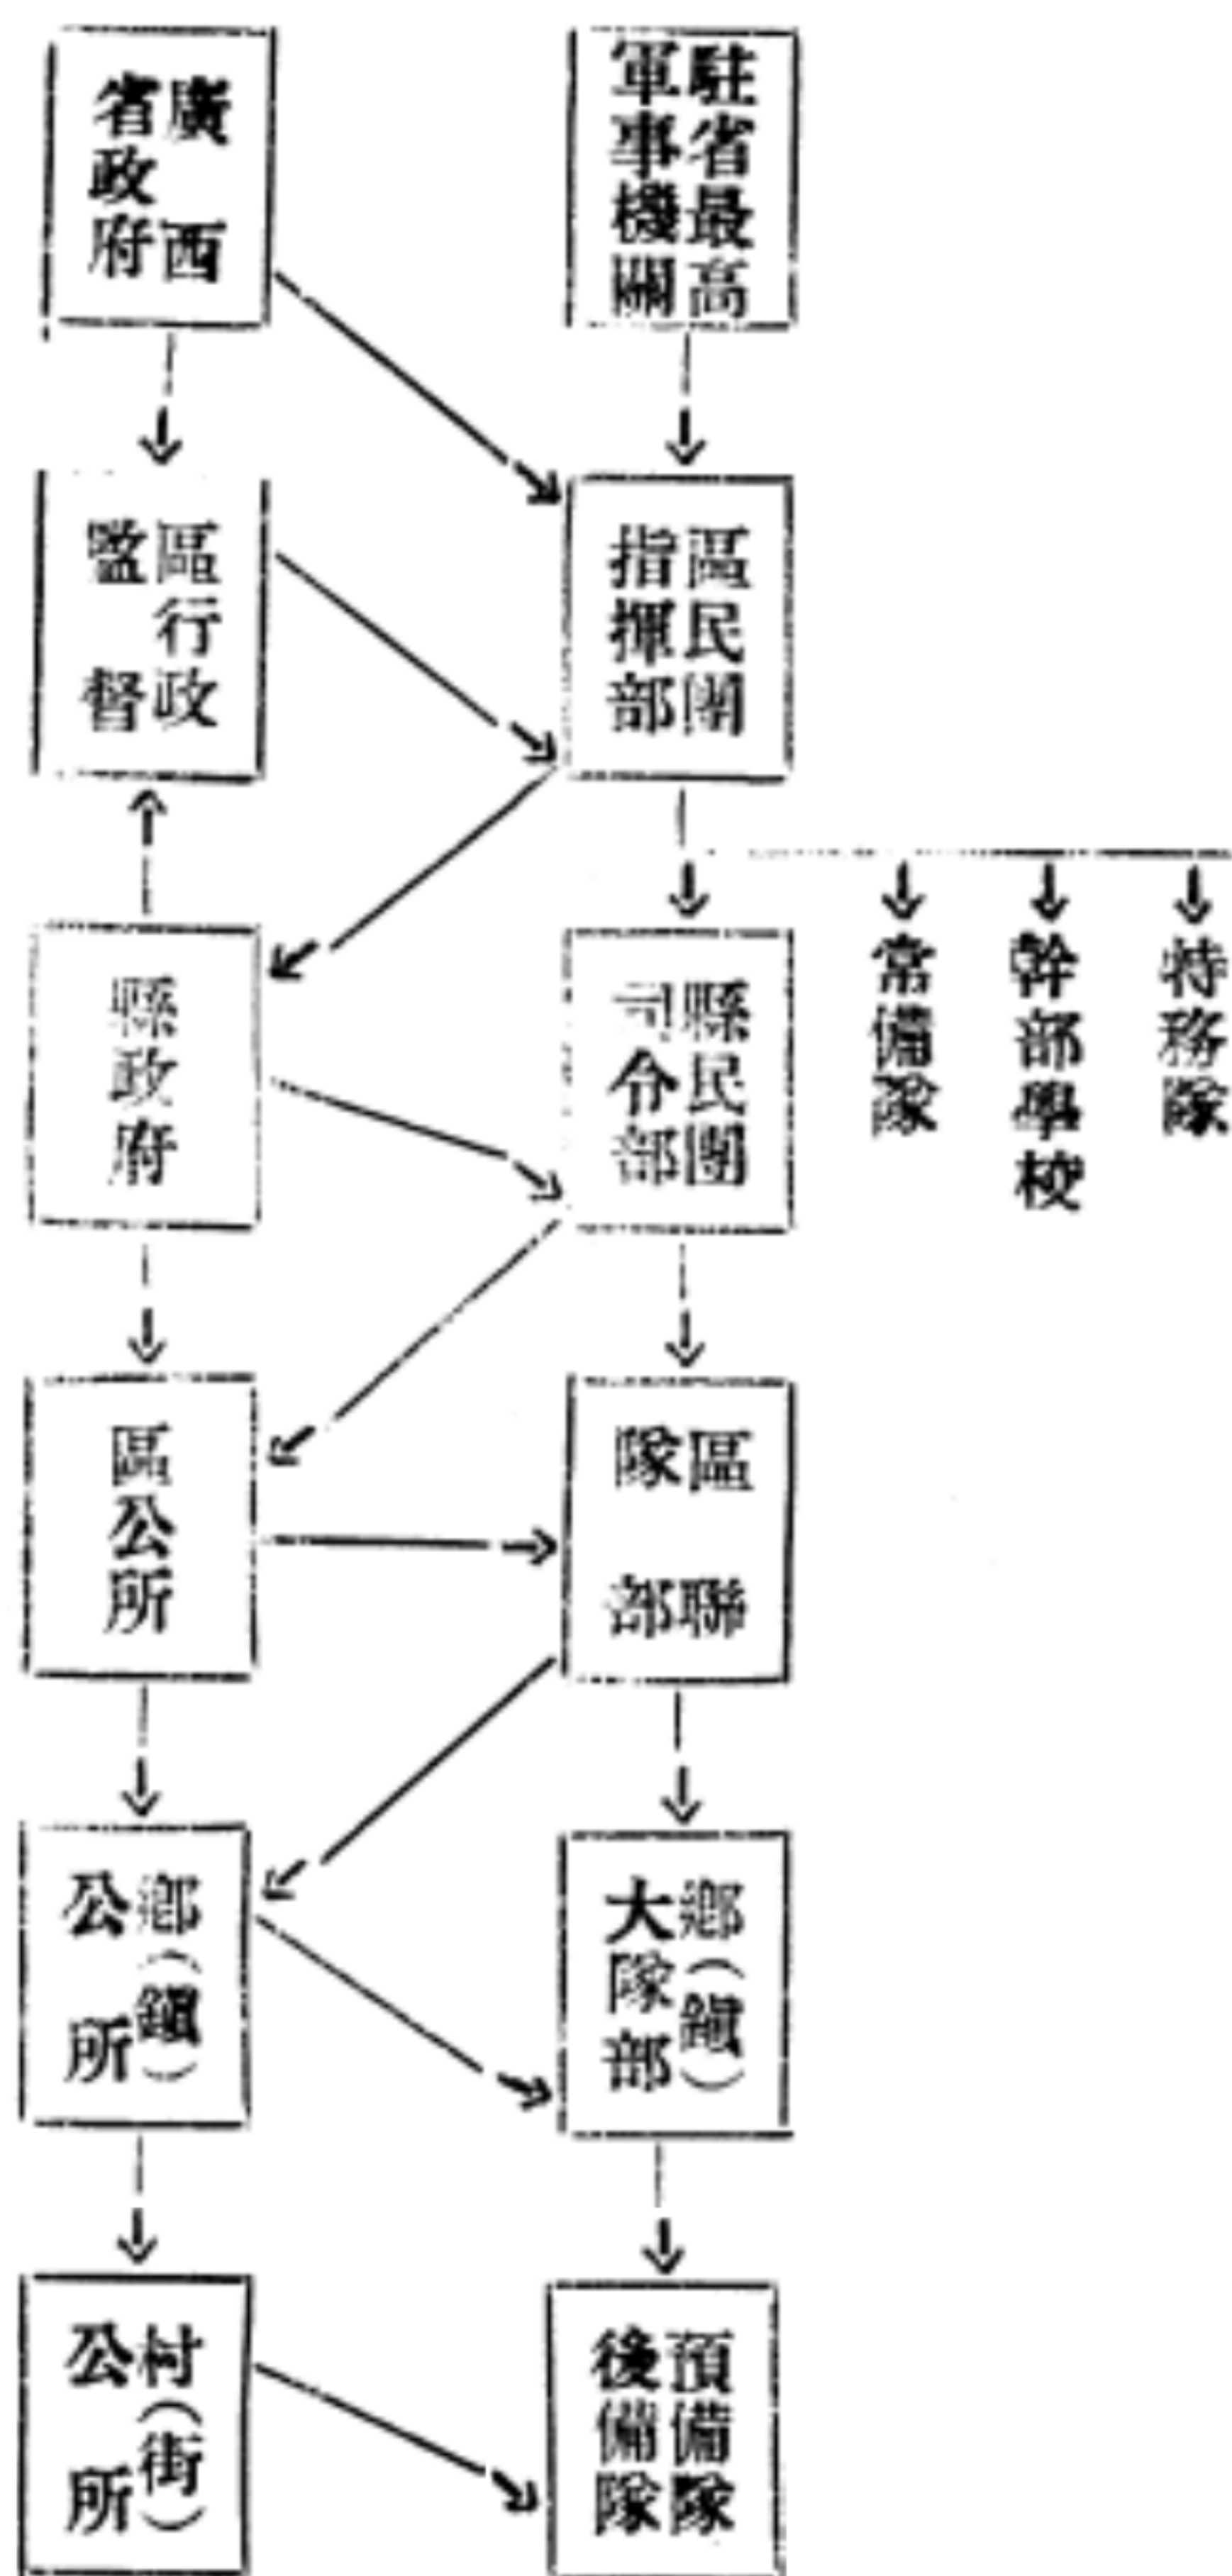 駐省最高
軍事機關
廣西
省政府
區民團
指揮部
區行政
監督
特務隊
幹部學校
常備隊
縣民團
司令部
縣政府
區聯
隊部
區公所
鄉(鎮)
大隊部
鄉(鎮)
公所
預備隊
後備隊
村(街)
公所